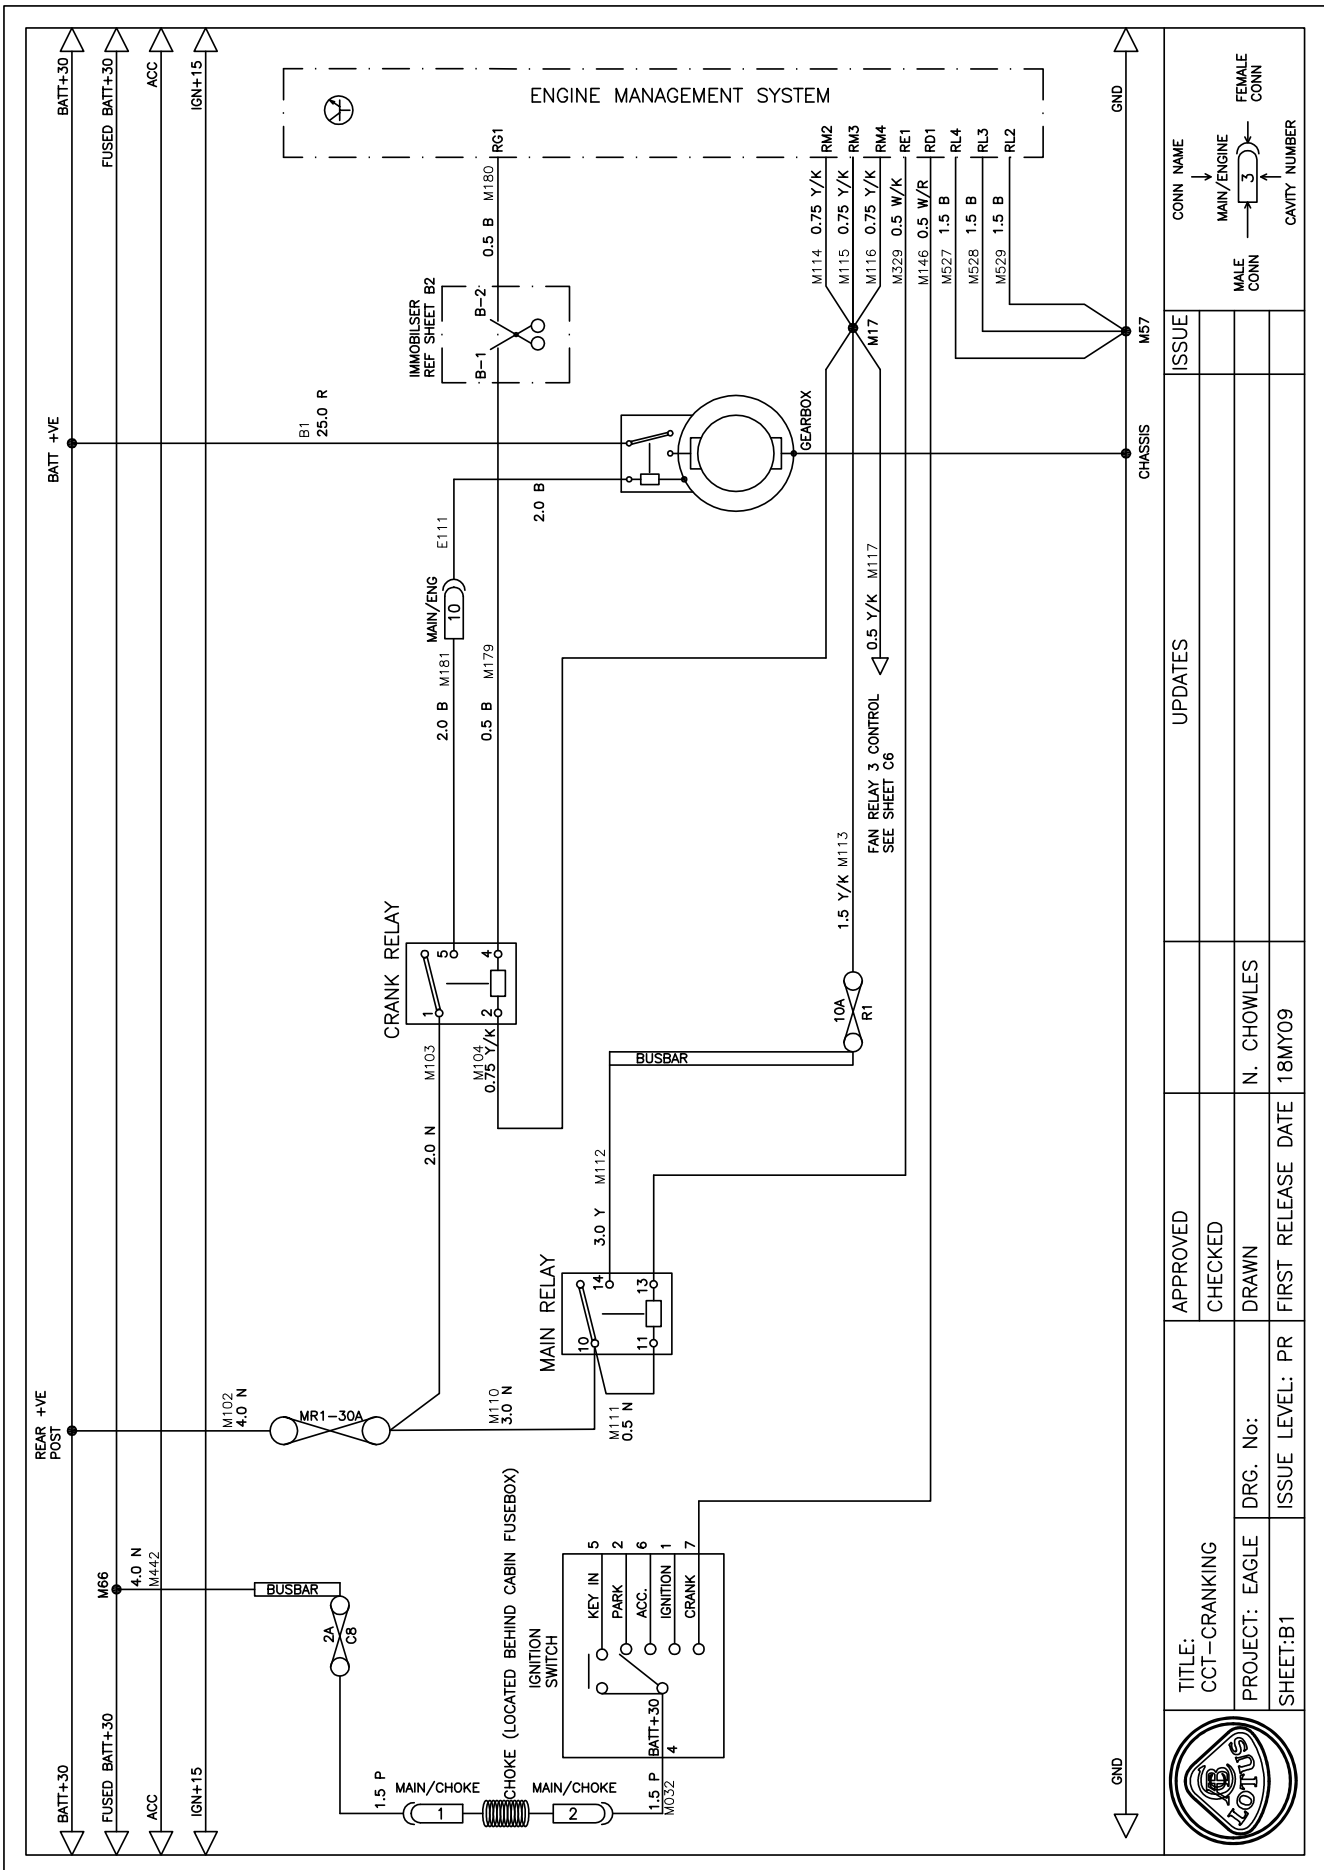 BATT+30
FUSED BATT+30
ACC
IGN+15
BATT+30
FUSED BATT+30
ACC
IGN+15
M66
4.0 N
M442
BUSBAR
2A
C8
1.5 P
MAIN/CHOKE
1
CHOKE (LOCATED BEHIND CABIN FUSEBOX)
MAIN/CHOKE
2
1.5 P
M032
IGNITION
SWITCH
BATT+30
4
KEY IN
5
PARK
2
ACC.
6
IGNITION
1
CRANK
7
REAR +VE
POST
M102
4.0 N
MR1-30A
M110
3.0 N
M111
0.5 N
MAIN RELAY
10
14
11
13
3.0 Y
M112
BUSBAR
10A
R1
2.0 N
M103
M104
0.75 Y/K
CRANK RELAY
1
5
2
4
2.0 B
M181
MAIN/ENG
10
E111
2.0 B
0.5 B
M179
BATT +VE
B1
25.0 R
IMMOBILSER
REF SHEET B2
B-1
B-2
0.5 B
M180
RG1
ENGINE MANAGEMENT SYSTEM
GEARBOX
1.5 Y/K
M113
FAN RELAY 3 CONTROL
SEE SHEET C6
0.5 Y/K
M117
M17
M114
0.75 Y/K
RM2
M115
0.75 Y/K
RM3
M116
0.75 Y/K
RM4
M329
0.5 W/K
RE1
M146
0.5 W/R
RD1
M527
1.5 B
RL4
M528
1.5 B
RL3
M529
1.5 B
RL2
GND
CHASSIS
M57
GND
LOTUS
TITLE:
CCT-CRANKING
PROJECT: EAGLE
DRG. No:
SHEET:B1
ISSUE LEVEL: PR
APPROVED
CHECKED
DRAWN
N. CHOWLES
FIRST RELEASE DATE
18MY09
UPDATES
ISSUE
CONN NAME
MAIN/ENGINE
MALE
CONN
3
FEMALE
CONN
CAVITY NUMBER